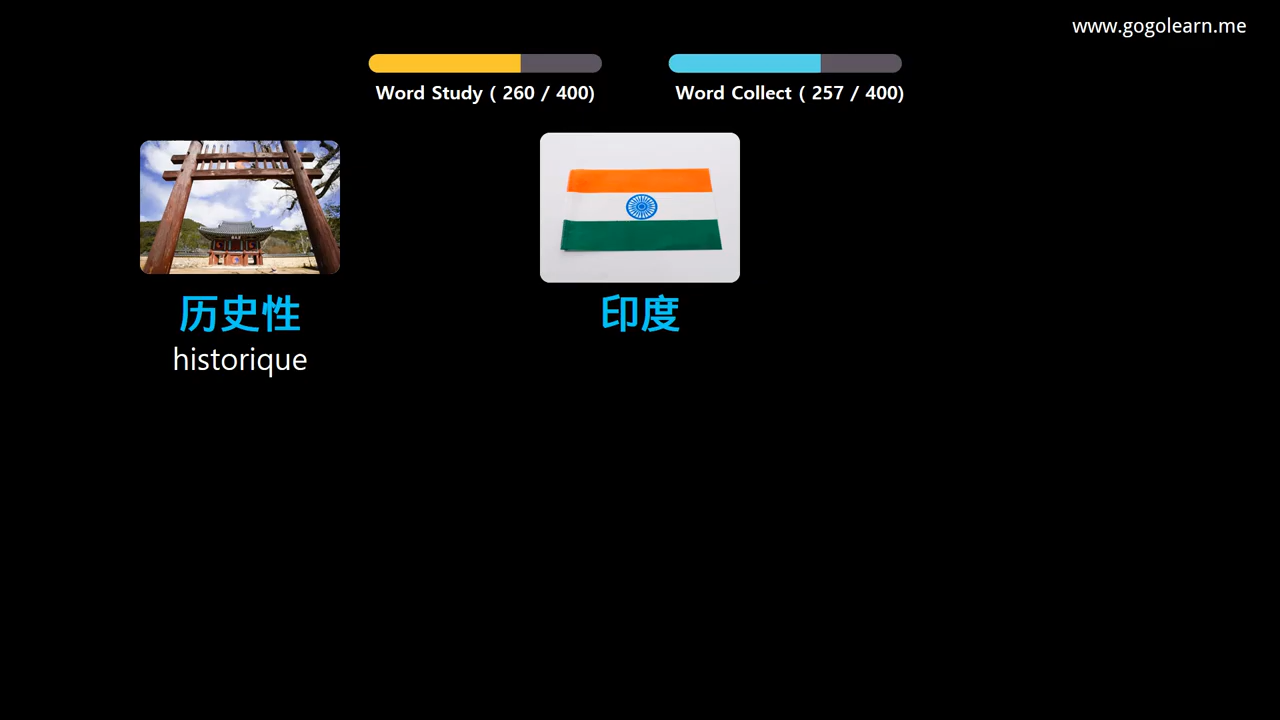 www.gogolearn.me
Word Study ( 260 / 400)
Word Collect ( 257 / 400)
历史性
historique
印度